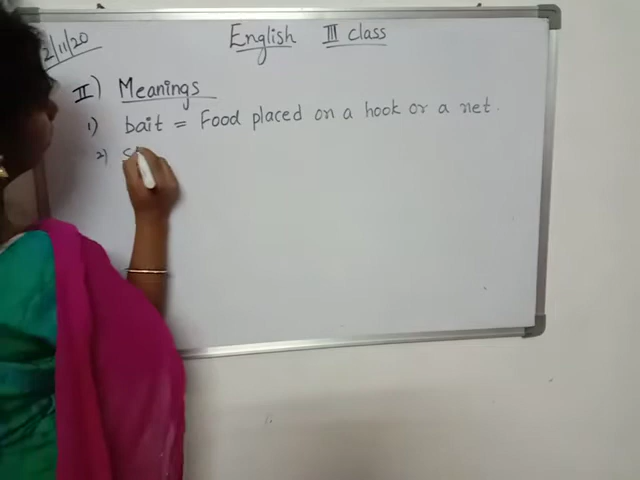 2/11/20
English III class
II) Meanings
1) bait = Food placed on a hook or a net.
2) S